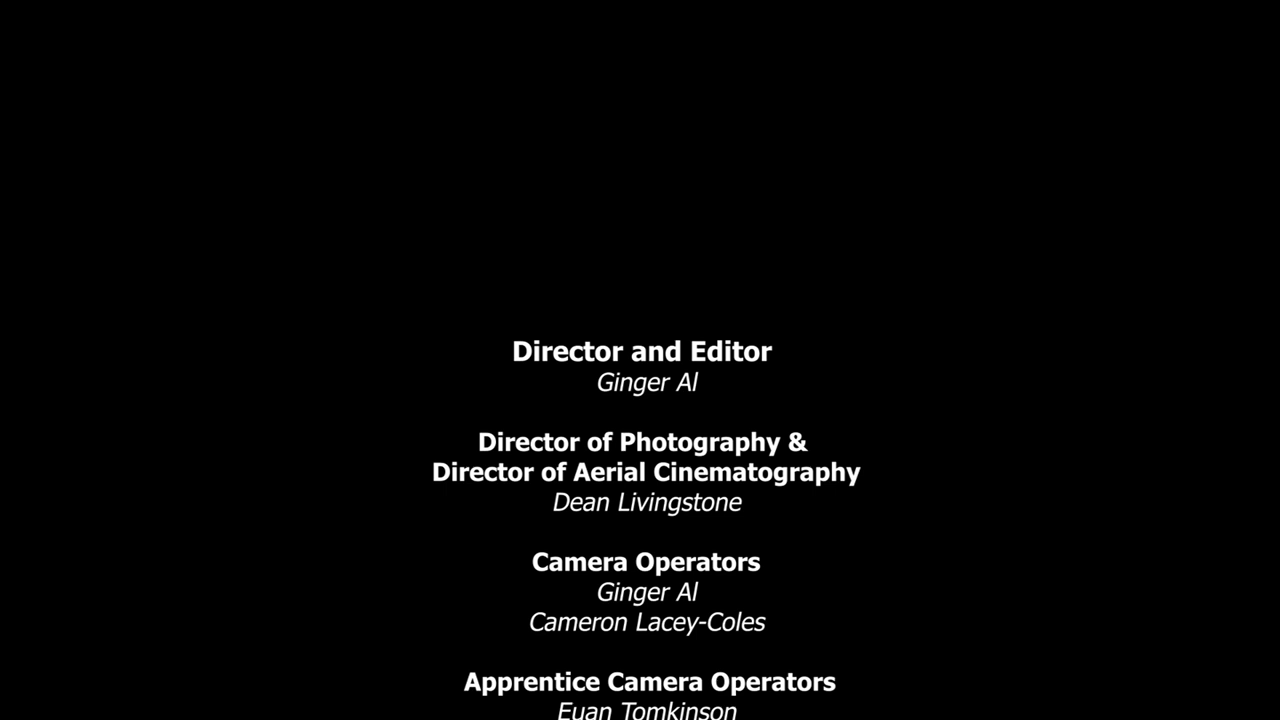 Director and Editor
Ginger Al
Director of Photography &
Director of Aerial Cinematography
Dean Livingstone
Camera Operators
Ginger Al
Cameron Lacey-Coles
Apprentice Camera Operators
Euan Tomkinson